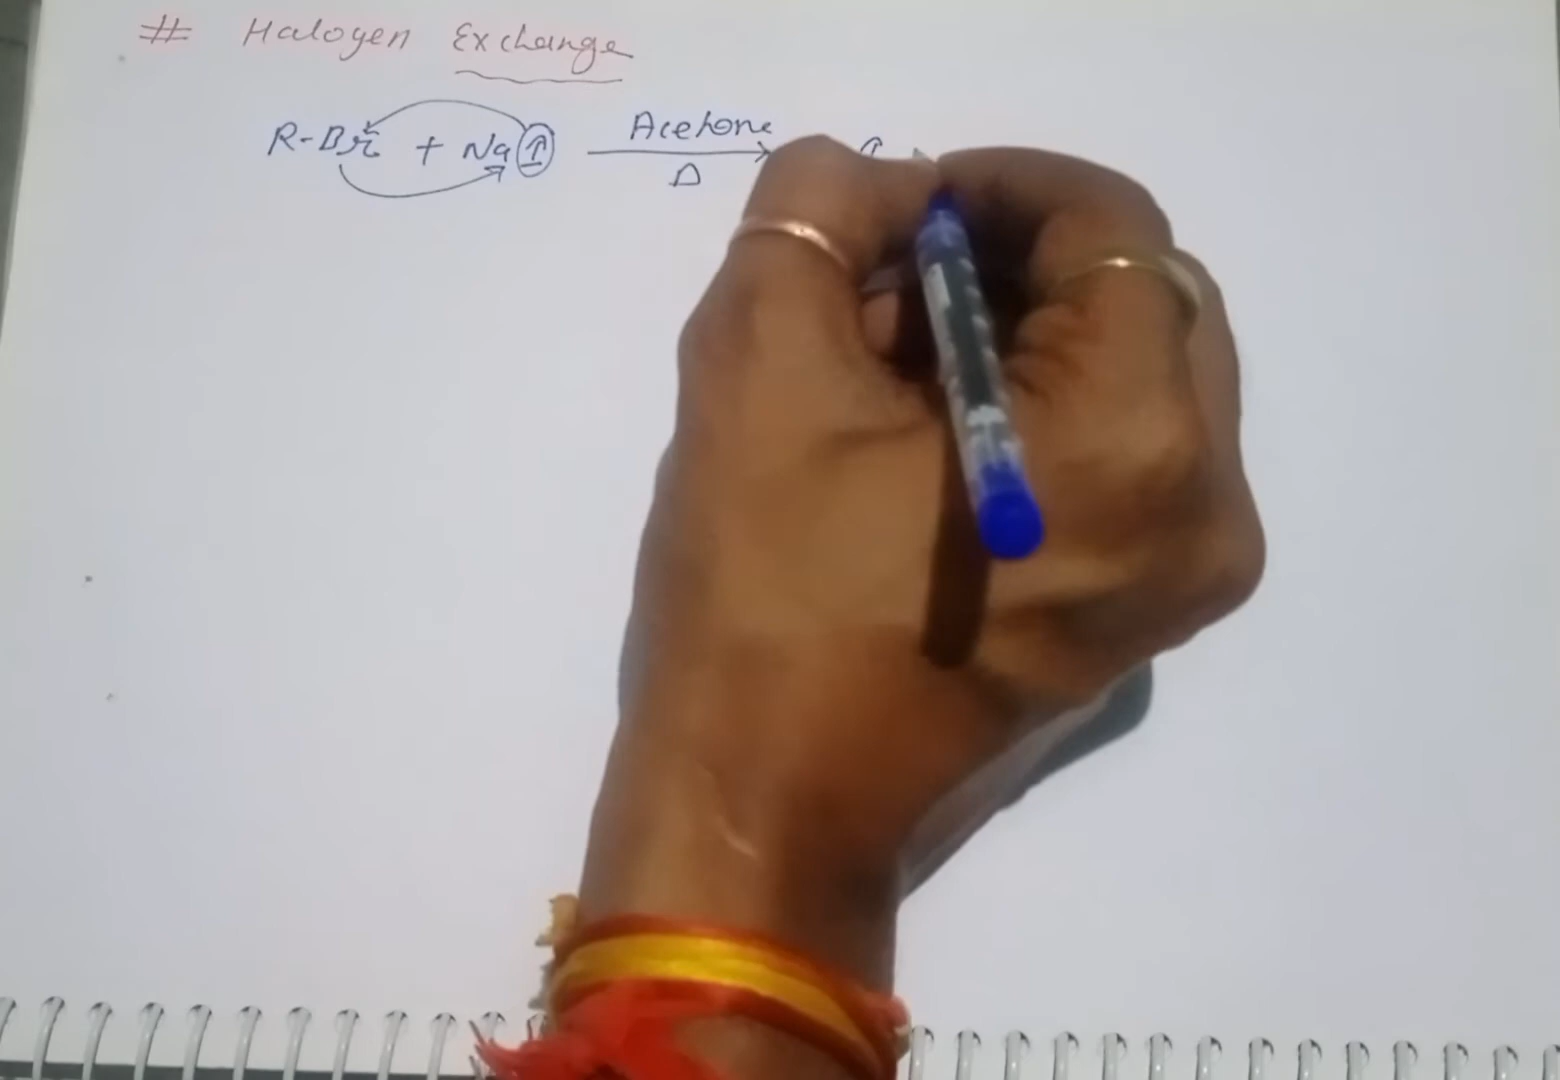 # Halogen Exchange
R-Br + NaI Acetone
Δ